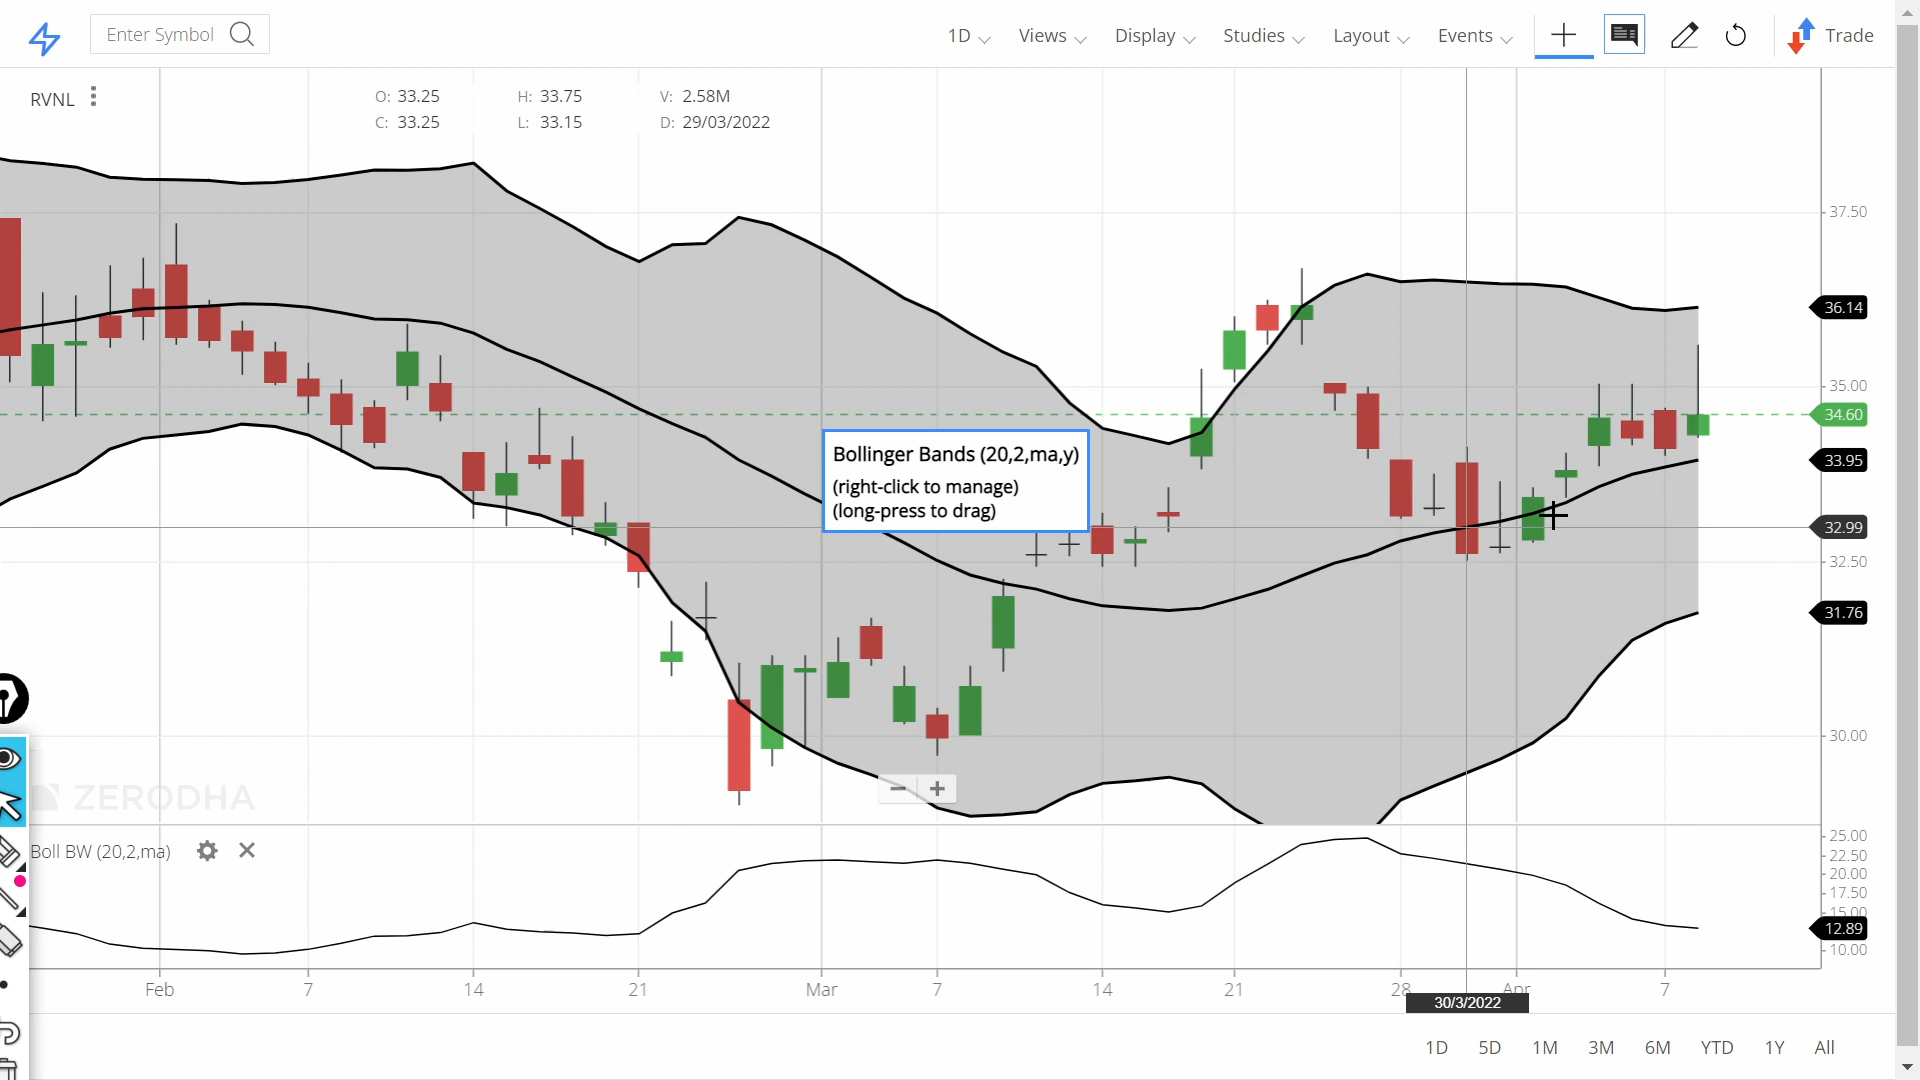 Enter Symbol
1D Views Display Studies Layout Events Trade
RVNL
O: 33.25 H: 33.75 V: 2.58M
C: 33.25 L: 33.15 D: 29/03/2022
37.50
36.14
35.00
34.60
33.95
32.99
32.50
31.76
30.00
Bollinger Bands (20,2,ma,y)
(right-click to manage)
(long-press to drag)
ZERODHA
Boll BW (20,2,ma)
25.00
22.50
20.00
17.50
15.00
12.89
10.00
Feb 7 14 21 Mar 7 14 21 28 Apr 7
30/3/2022
1D 5D 1M 3M 6M YTD 1Y All